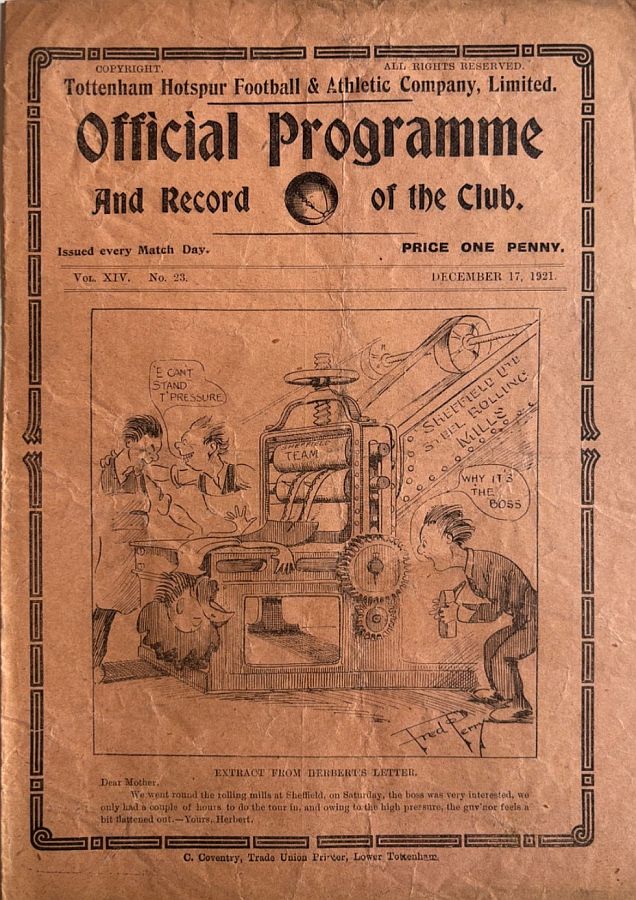 COPYRIGHT. ALL RIGHTS RESERVED.
Tottenham Hotspur Football & Athletic Company, Limited.
Official Programme
And Record of the Club.
Issued every Match Day. PRICE ONE PENNY.
VOL. XIV. No. 23. DECEMBER 17, 1921.
'E CANT
STAND
T'PRESSURE
SHEFFIELD LTD
STEEL ROLLING
MILLS
TEAM
WHY IT'S
THE
BOSS
Fred Perry
EXTRACT FROM HERBERT'S LETTER.
Dear Mother,
We went round the rolling mills at Sheffield, on Saturday, the boss was very interested, we
only had a couple of hours to do the tour in, and owing to the high pressure, the guv'nor feels a
bit flattened out.—Yours, Herbert.
C. Coventry, Trade Union Printer, Lower Tottenham.